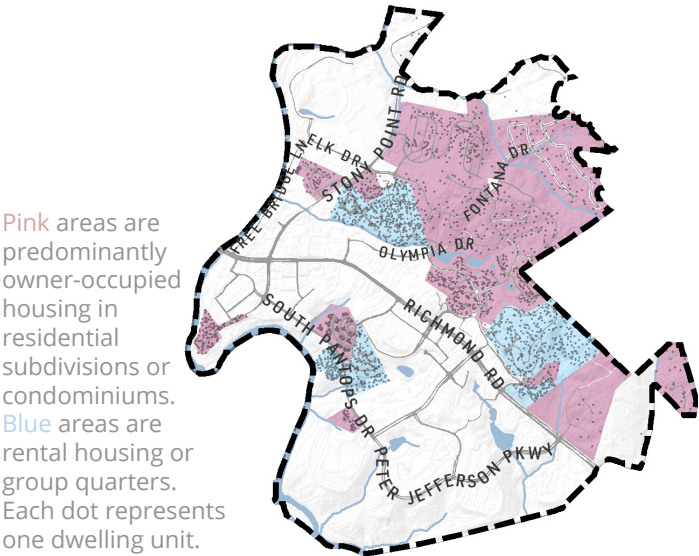 FREE BRIDGE LN
ELK DR
STONY POINT RD
FONTANA DR
OLYMPIA DR
Pink areas are
predominantly
owner-occupied
housing in
residential
subdivisions or
condominiums.
Blue areas are
rental housing or
group quarters.
Each dot represents
one dwelling unit.
SOUTH PANTOPS DR
RICHMOND RD
PETER JEFFERSON PKWY